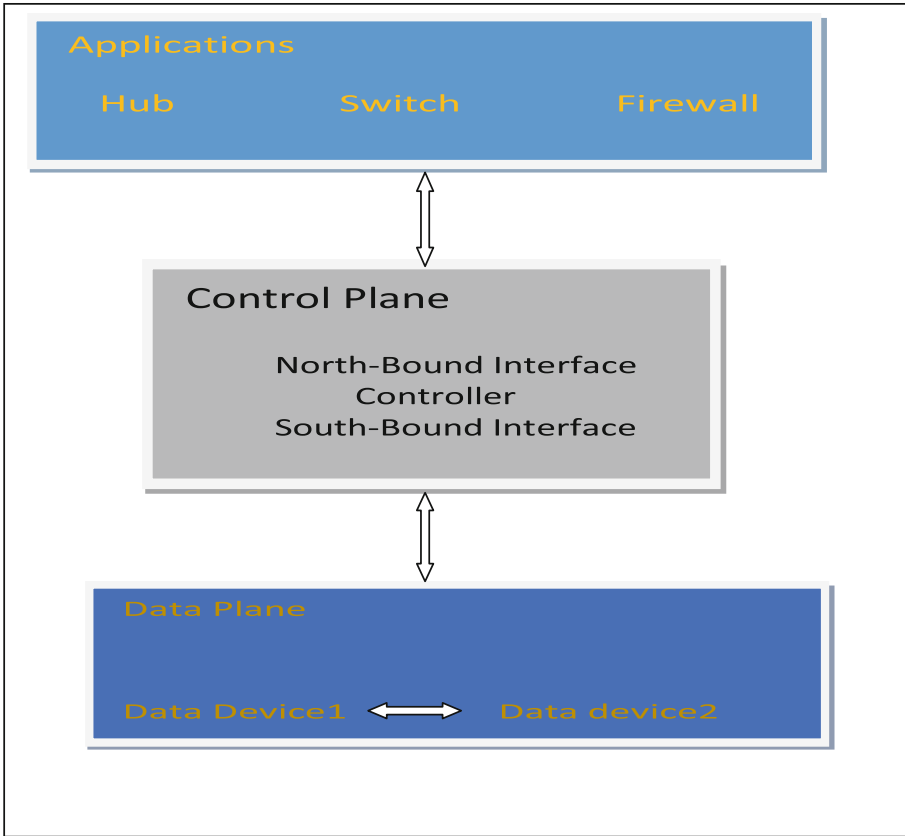 Applications
Hub Switch Firewall
Control Plane
North-Bound Interface
Controller
South-Bound Interface
Data Plane
Data Device1 Data device2